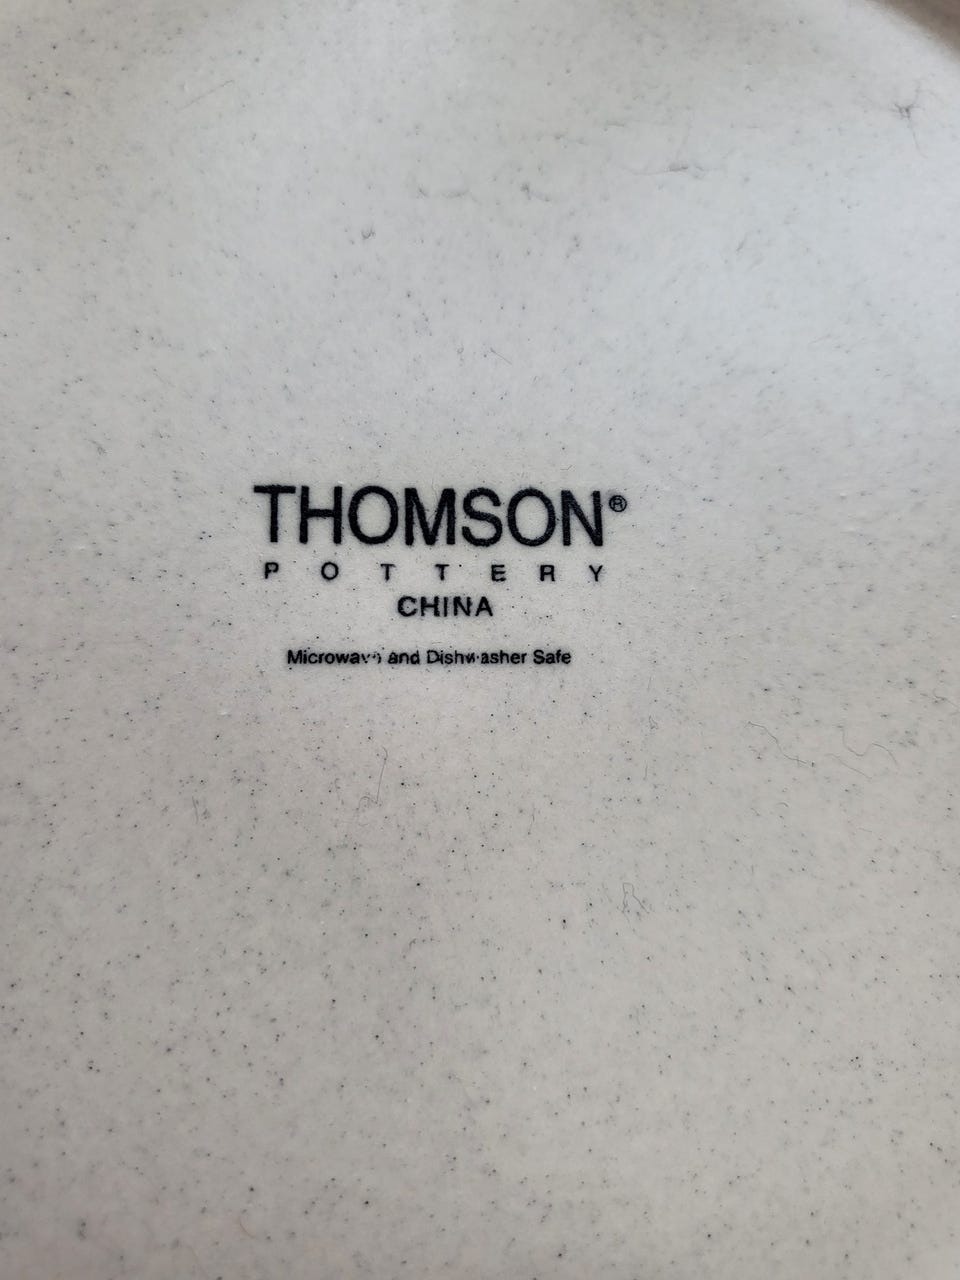 THOMSON®
POTTERY
CHINA
Microwave and Dishwasher Safe